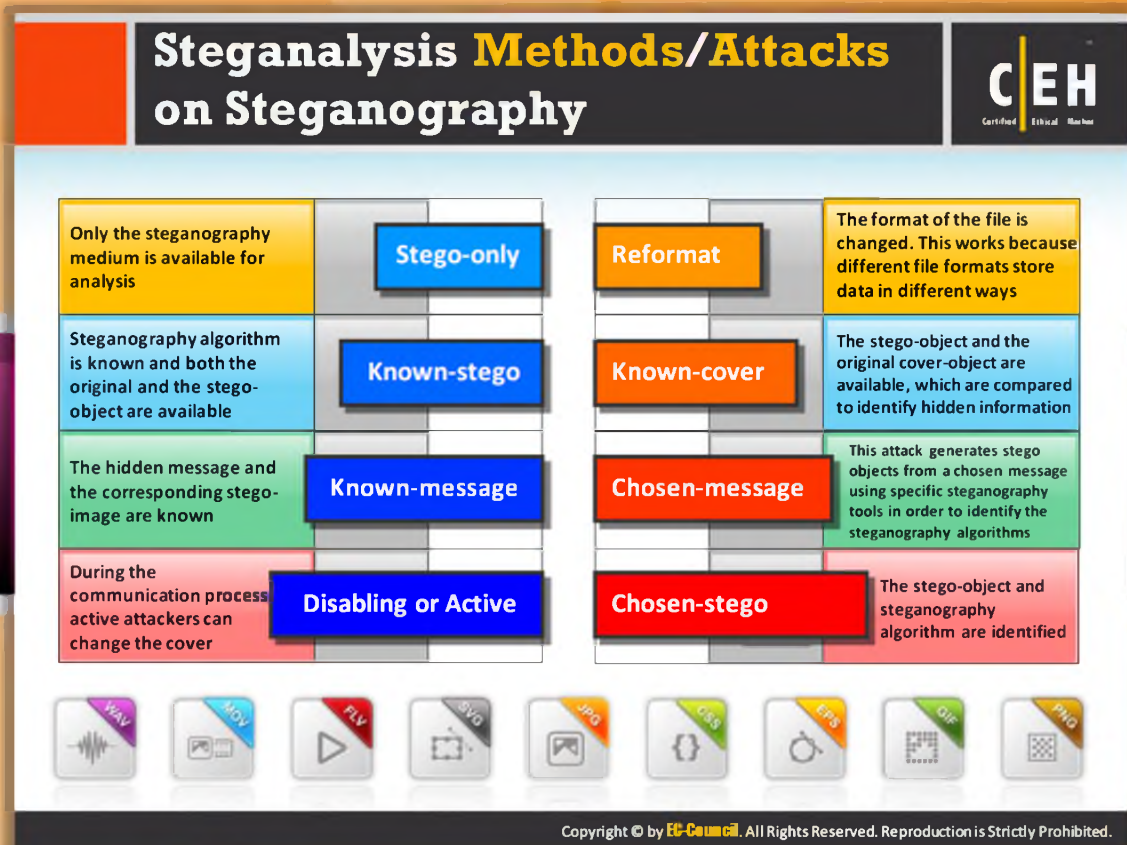 Steganalysis Methods/Attacks
on Steganography
C|EH
Certified Ethical Hacker
Only the steganography
medium is available for
analysis
Stego-only
Steganography algorithm
is known and both the
original and the stego-
object are available
Known-stego
The hidden message and
the corresponding stego-
image are known
Known-message
During the
communication process
active attackers can
change the cover
Disabling or Active
Reformat
The format of the file is
changed. This works because
different file formats store
data in different ways
Known-cover
The stego-object and the
original cover-object are
available, which are compared
to identify hidden information
Chosen-message
This attack generates stego
objects from a chosen message
using specific steganography
tools in order to identify the
steganography algorithms
Chosen-stego
The stego-object and
steganography
algorithm are identified
WAV
MOV
FLV
SVG
JPG
CSS
EPS
GIF
PNG
Copyright © by EC-Council. All Rights Reserved. Reproduction is Strictly Prohibited.